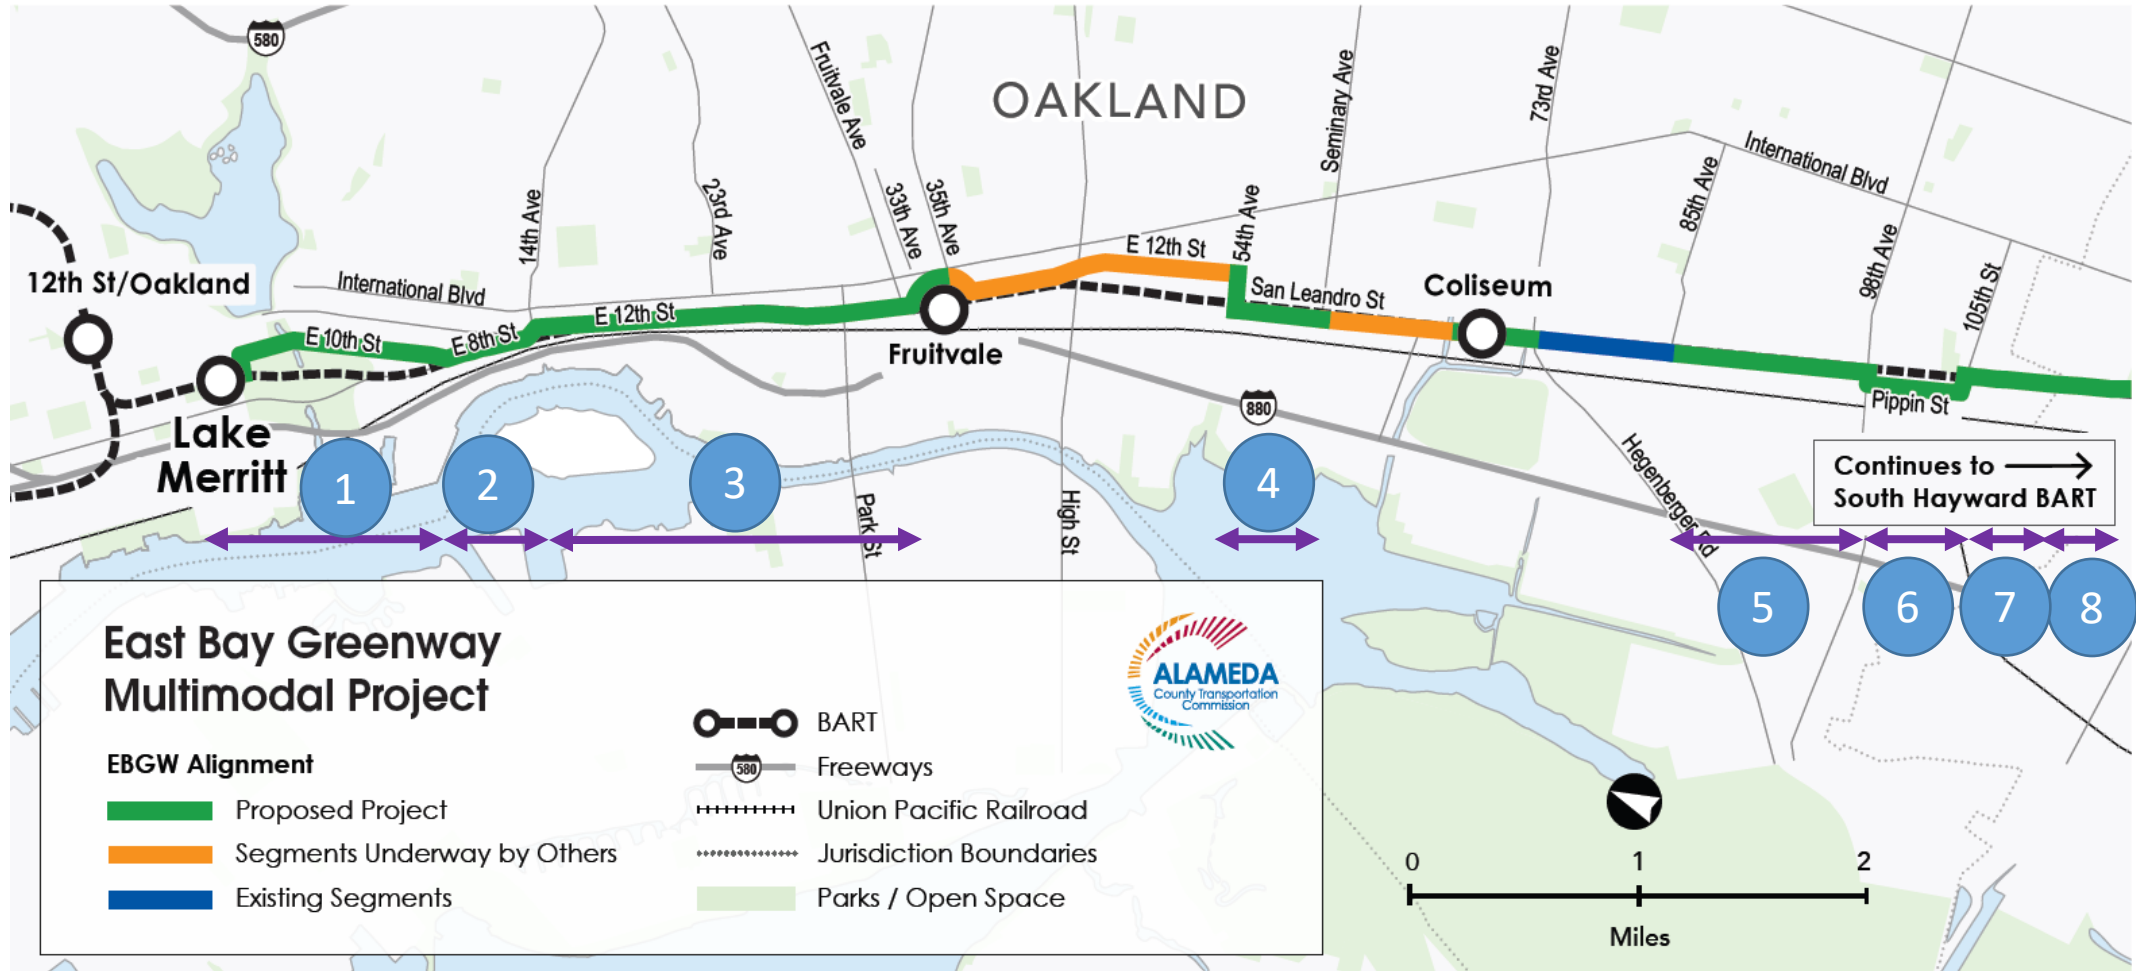 580
OAKLAND
Fruitvale Ave
33rd Ave
35th Ave
14th Ave
23rd Ave
Seminary Ave
73rd Ave
54th Ave
85th Ave
International Blvd
98th Ave
105th St
12th St/Oakland
International Blvd
E 10th St
E 8th St
E 12th St
E 12th St
San Leandro St
Coliseum
Fruitvale
Lake
Merritt
880
Pippin St
Hegenberger Rd
Park St
High St
Continues to
South Hayward BART
1
2
3
4
5
6
7
8
East Bay Greenway
Multimodal Project
ALAMEDA
County Transportation
Commission
EBGW Alignment
Proposed Project
Segments Underway by Others
Existing Segments
BART
580
Freeways
Union Pacific Railroad
Jurisdiction Boundaries
Parks / Open Space
0 1 2
Miles